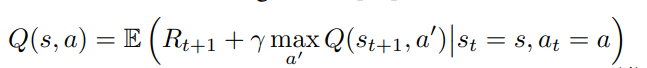 Q(s, a) = 𝔼 ( R_{t+1} + γ max_{a'} Q(s_{t+1}, a') | s_t = s, a_t = a )